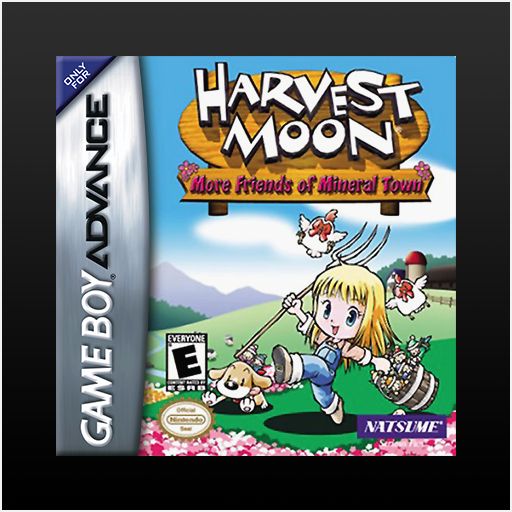 ONLY
FOR
GAME BOY ADVANCE
HARVEST
MOON
More Friends of Mineral Town
EVERYONE
E
CONTENT RATED BY
ESRB
Official
Nintendo
Seal
NATSUME®